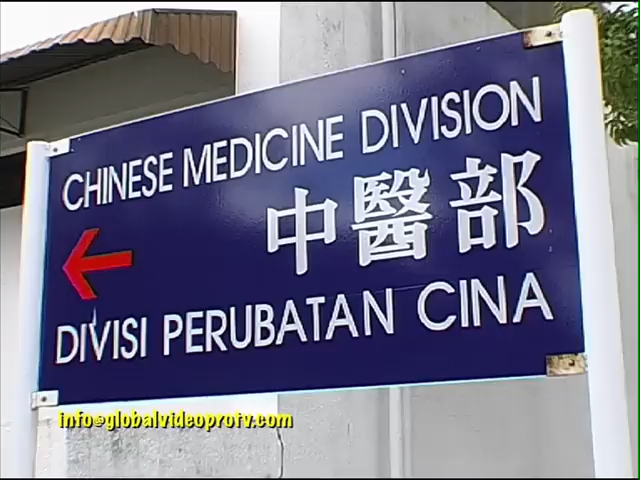 CHINESE MEDICINE DIVISION
中醫部
DIVISI PERUBATAN CINA
info@globalvideoprotv.com